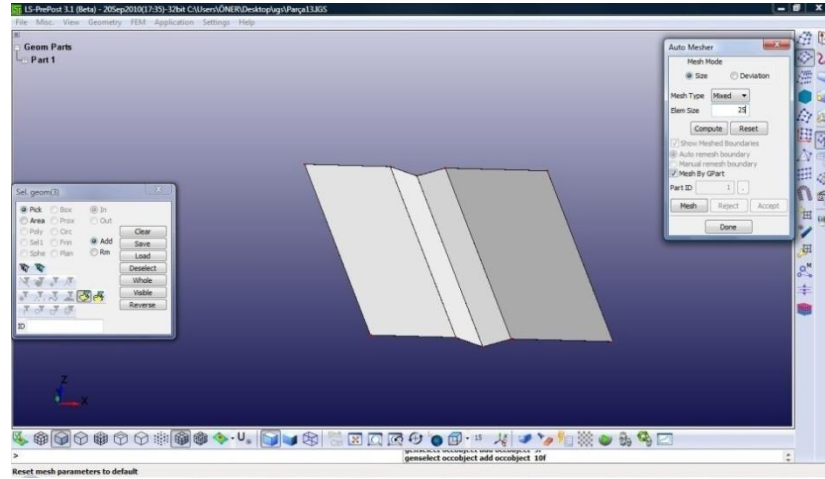 LS-PrePost 3.1 (Beta) - 20Sep2010(17:35)-32bit C:\Users\ÖNER\Desktop\ugs\Parça13.IGS
File Misc. View Geometry FEM Application Settings Help
Geom Parts
Part 1
Auto Mesher
Mesh Mode
Size Deviation
Mesh Type Mixed
Elem Size 25
Compute Reset
Show Meshed Boundaries
Auto remesh boundary
Manual remesh boundary
Mesh By GPart
Part ID 1 .
Mesh Reject Accept
Done
Sel. geom(3)
Pick Box In
Area Prox Out
Poly Circ Clear
Sel1 Frin Add Save
Sphe Plan Rm Load
Deselect
Whole
Visible
Reverse
ID
Z
X
>
genselect occobject add occobject 10f
Reset mesh parameters to default